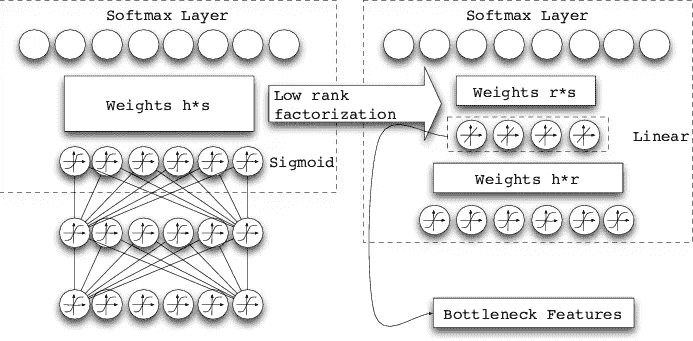 Softmax Layer
Weights h*s
Sigmoid
Low rank
factorization
Softmax Layer
Weights r*s
Linear
Weights h*r
Bottleneck Features